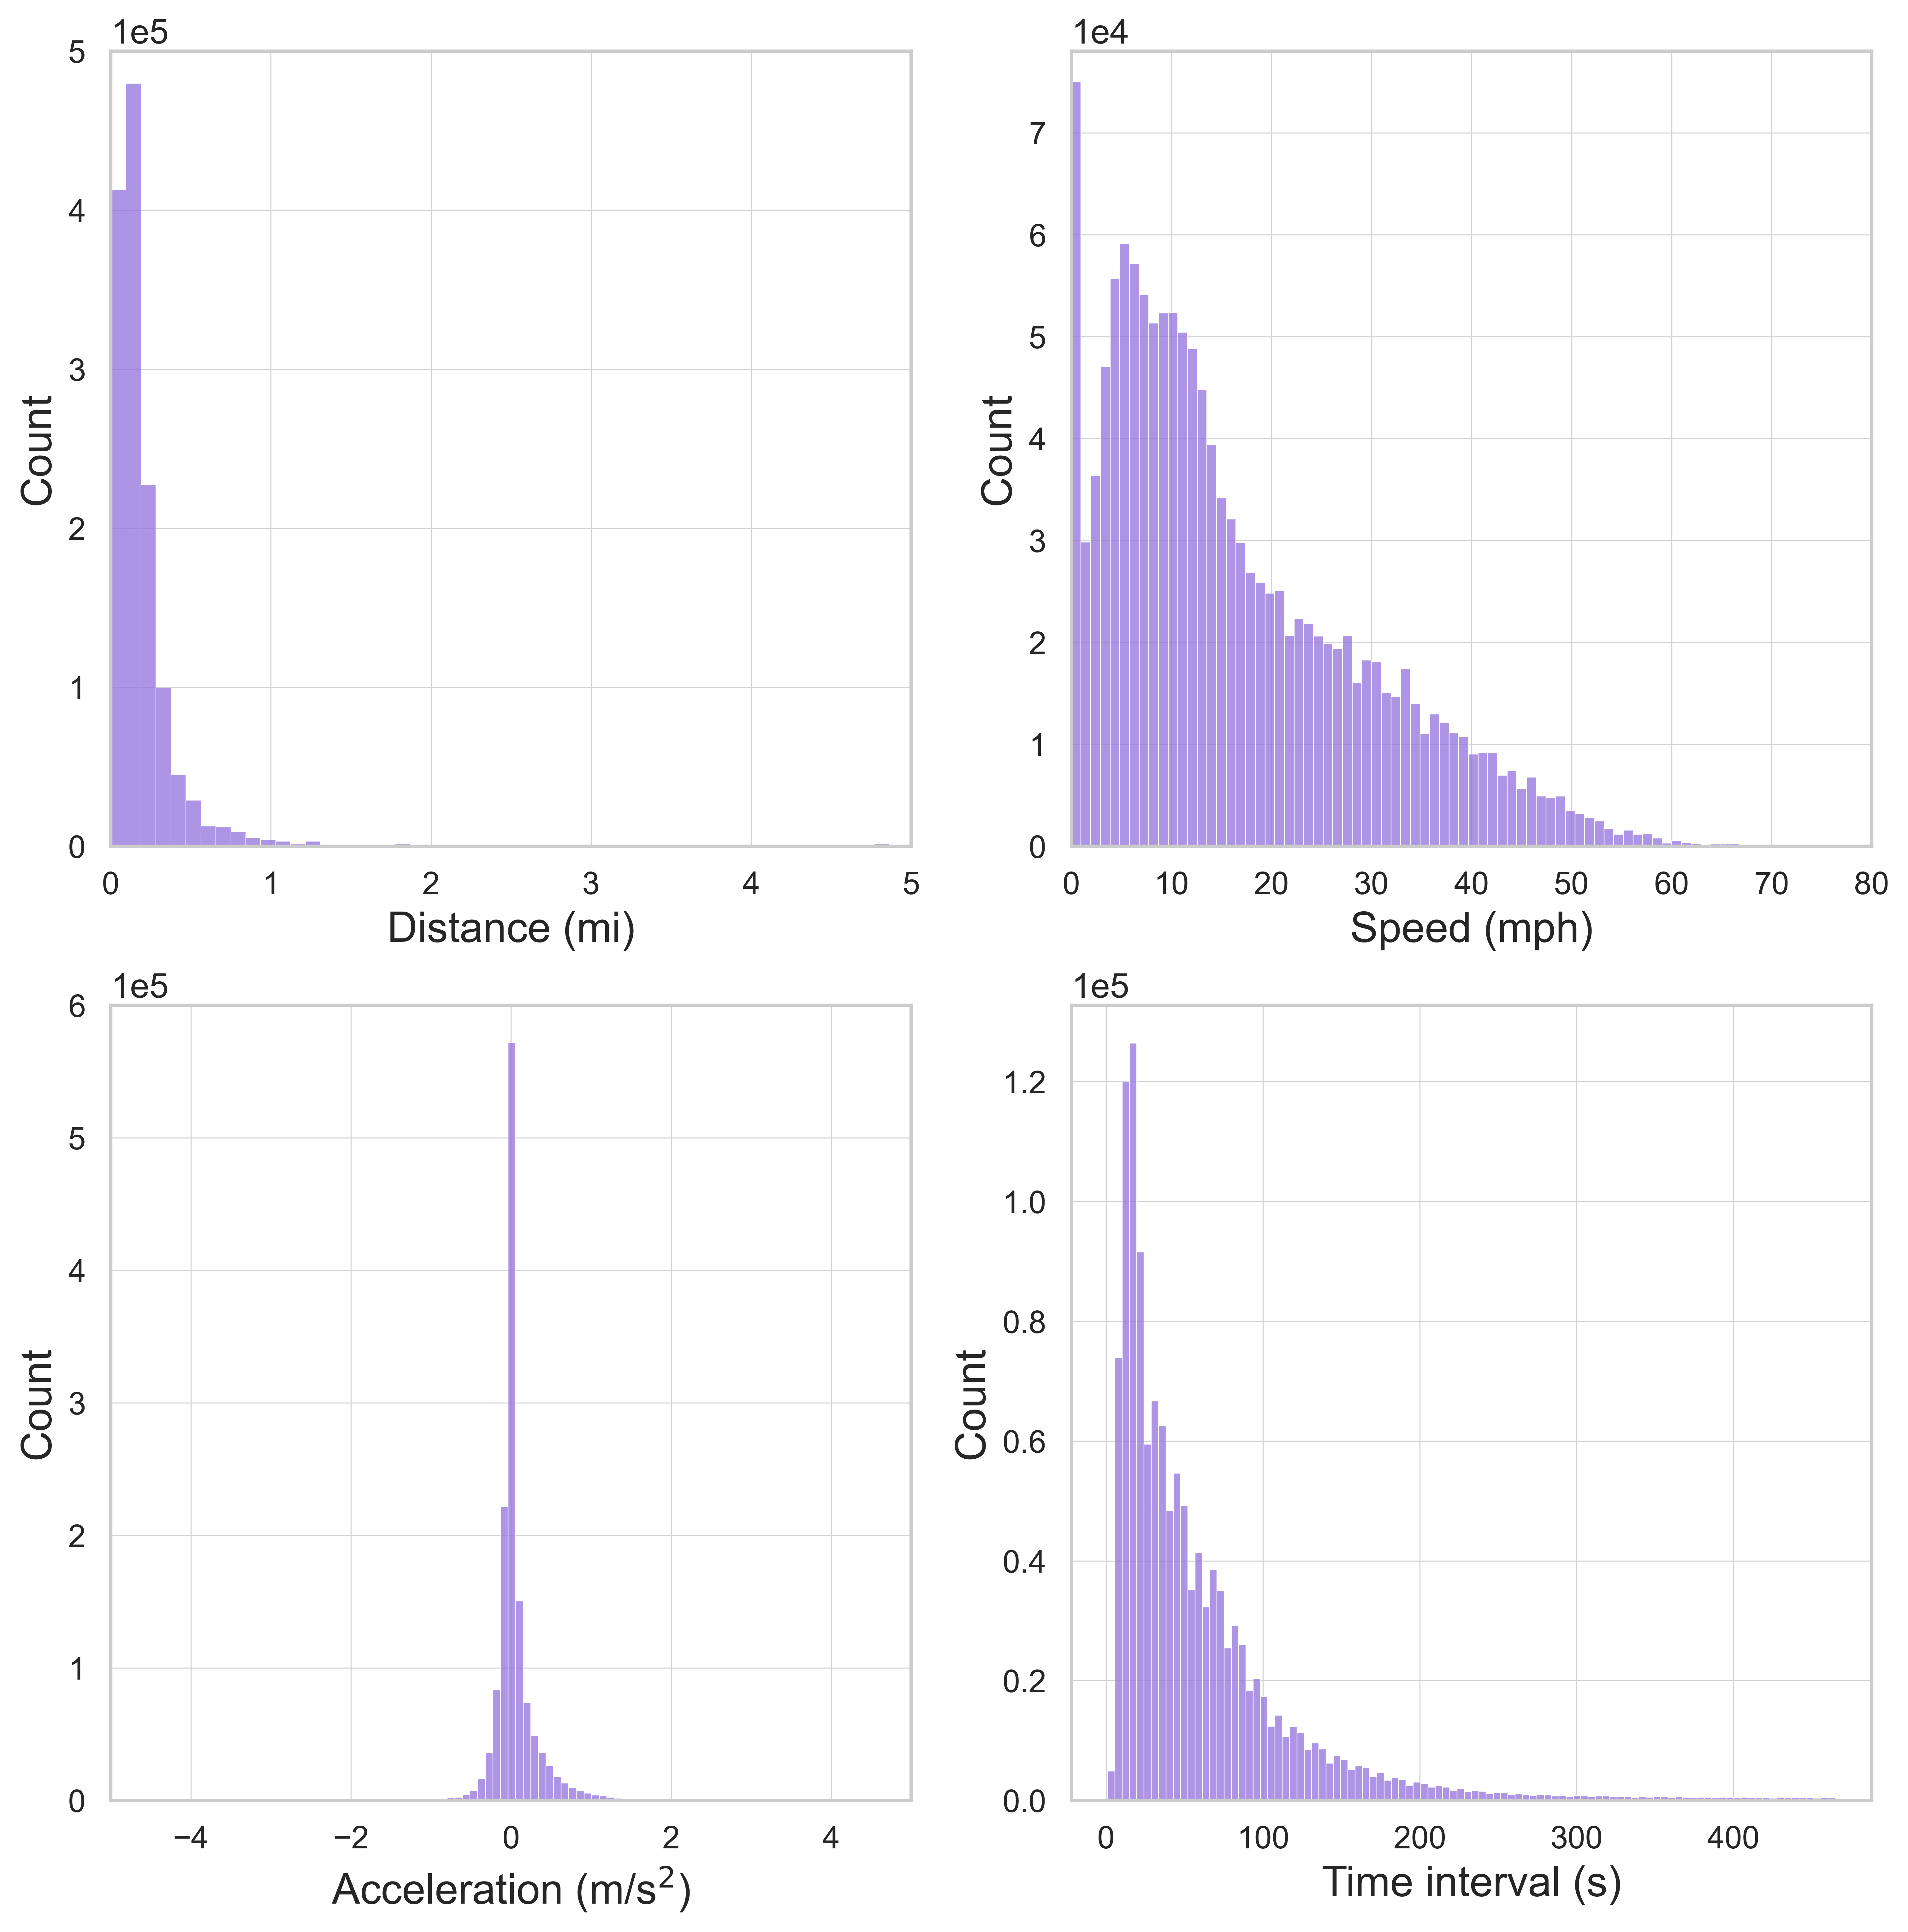 1e5
5
4
3
2
1
0
Count
0 1 2 3 4 5
Distance (mi)
1e4
7
6
5
4
3
2
1
0
Count
0 10 20 30 40 50 60 70 80
Speed (mph)
1e5
6
5
4
3
2
1
0
Count
−4 −2 0 2 4
Acceleration (m/s²)
1e5
1.2
1.0
0.8
0.6
0.4
0.2
0.0
Count
0 100 200 300 400
Time interval (s)